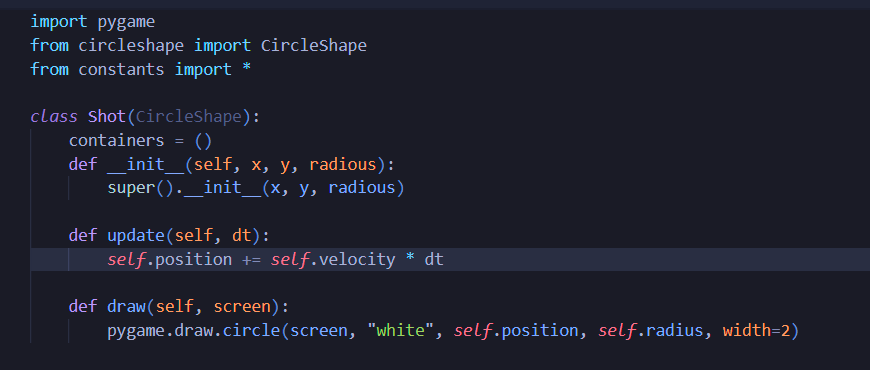 import pygame
from circleshape import CircleShape
from constants import *
class Shot(CircleShape):
containers = ()
def __init__(self, x, y, radious):
super().__init__(x, y, radious)
def update(self, dt):
self.position += self.velocity * dt
def draw(self, screen):
pygame.draw.circle(screen, "white", self.position, self.radius, width=2)